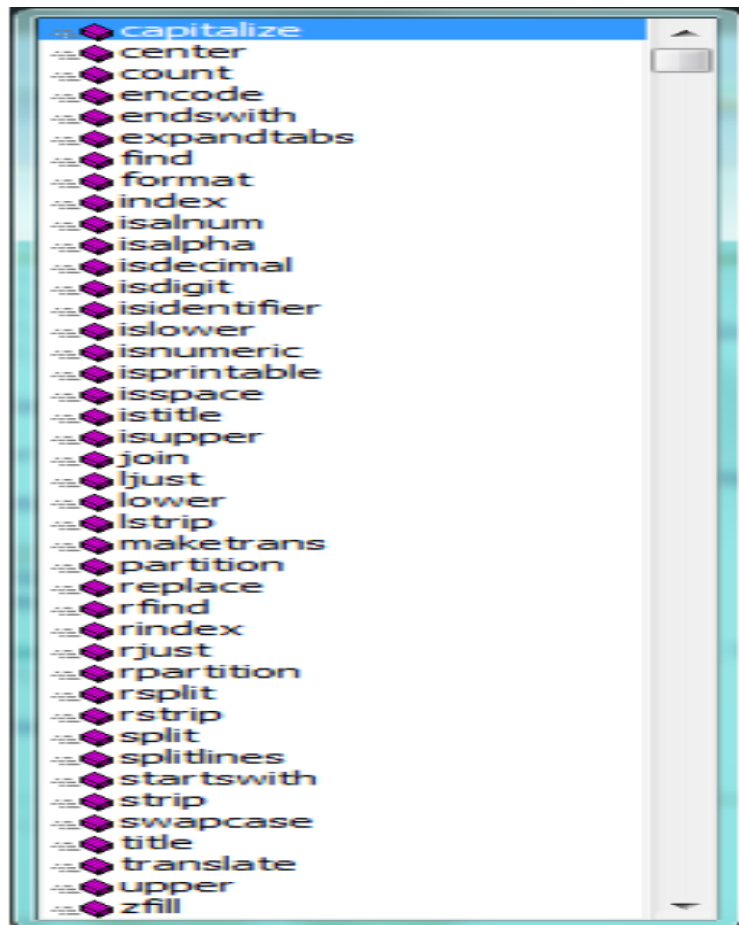 capitalize
center
count
encode
endswith
expandtabs
find
format
index
isalnum
isalpha
isdecimal
isdigit
isidentifier
islower
isnumeric
isprintable
isspace
istitle
isupper
join
ljust
lower
lstrip
maketrans
partition
replace
rfind
rindex
rjust
rpartition
rsplit
rstrip
split
splitlines
startswith
strip
swapcase
title
translate
upper
zfill